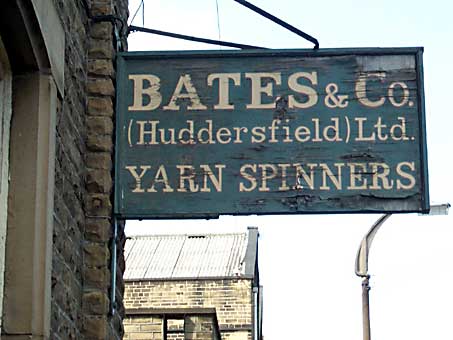 BATES & Co.
(Huddersfield) Ltd.
YARN SPINNERS